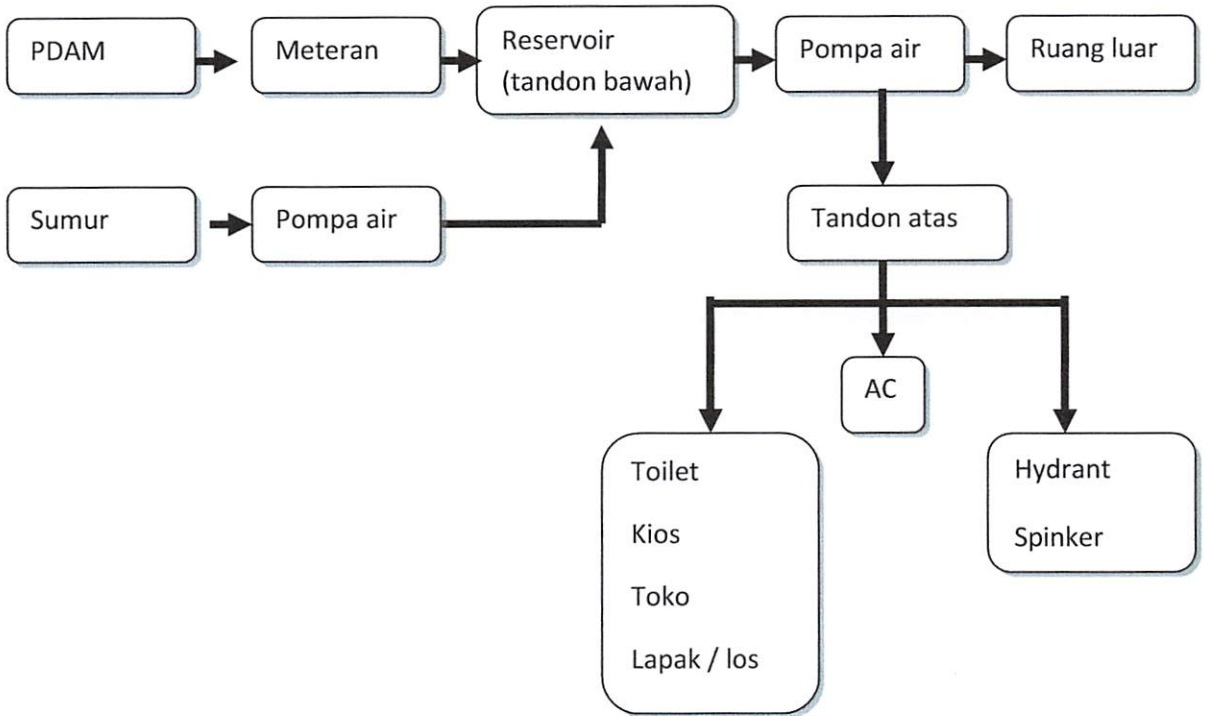 PDAM
Meteran
Reservoir
(tandon bawah)
Pompa air
Ruang luar
Sumur
Pompa air
Tandon atas
AC
Toilet
Kios
Toko
Lapak / los
Hydrant
Spinker